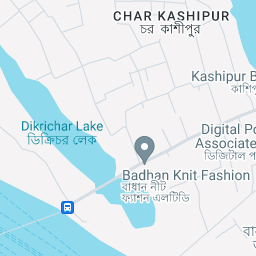 CHAR KASHIPUR
চর কাশীপুর
Kashipur B
কাশিপু
Dikrichar Lake
ডিক্রিচর লেক
Digital Po
Associate
ডিজিটাল প
Badhan Knit Fashion
বাধান নীট
ফ্যাশন এলটিডি
বা